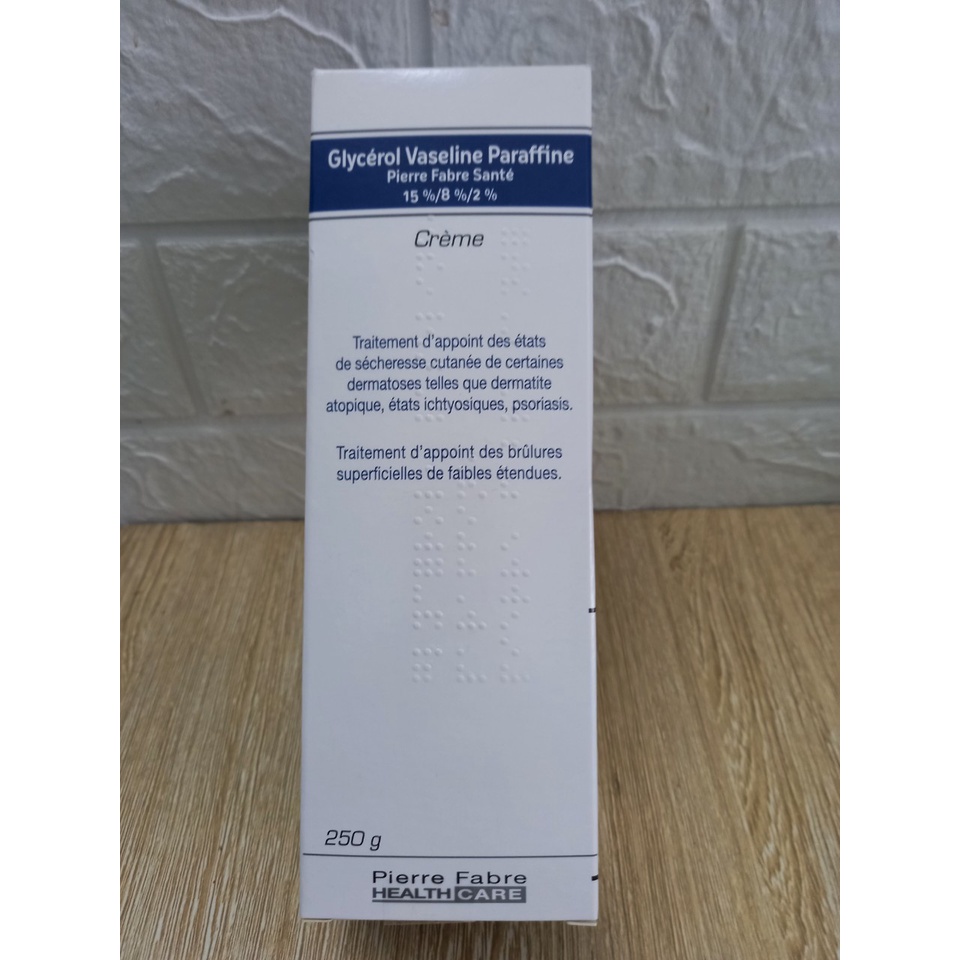 Glycérol Vaseline Paraffine
Pierre Fabre Santé
15 %/8 %/2 %
Crème
Traitement d'appoint des états
de sécheresse cutanée de certaines
dermatoses telles que dermatite
atopique, états ichtyosiques, psoriasis.
Traitement d'appoint des brûlures
superficielles de faibles étendues.
250 g
Pierre Fabre
HEALTH CARE